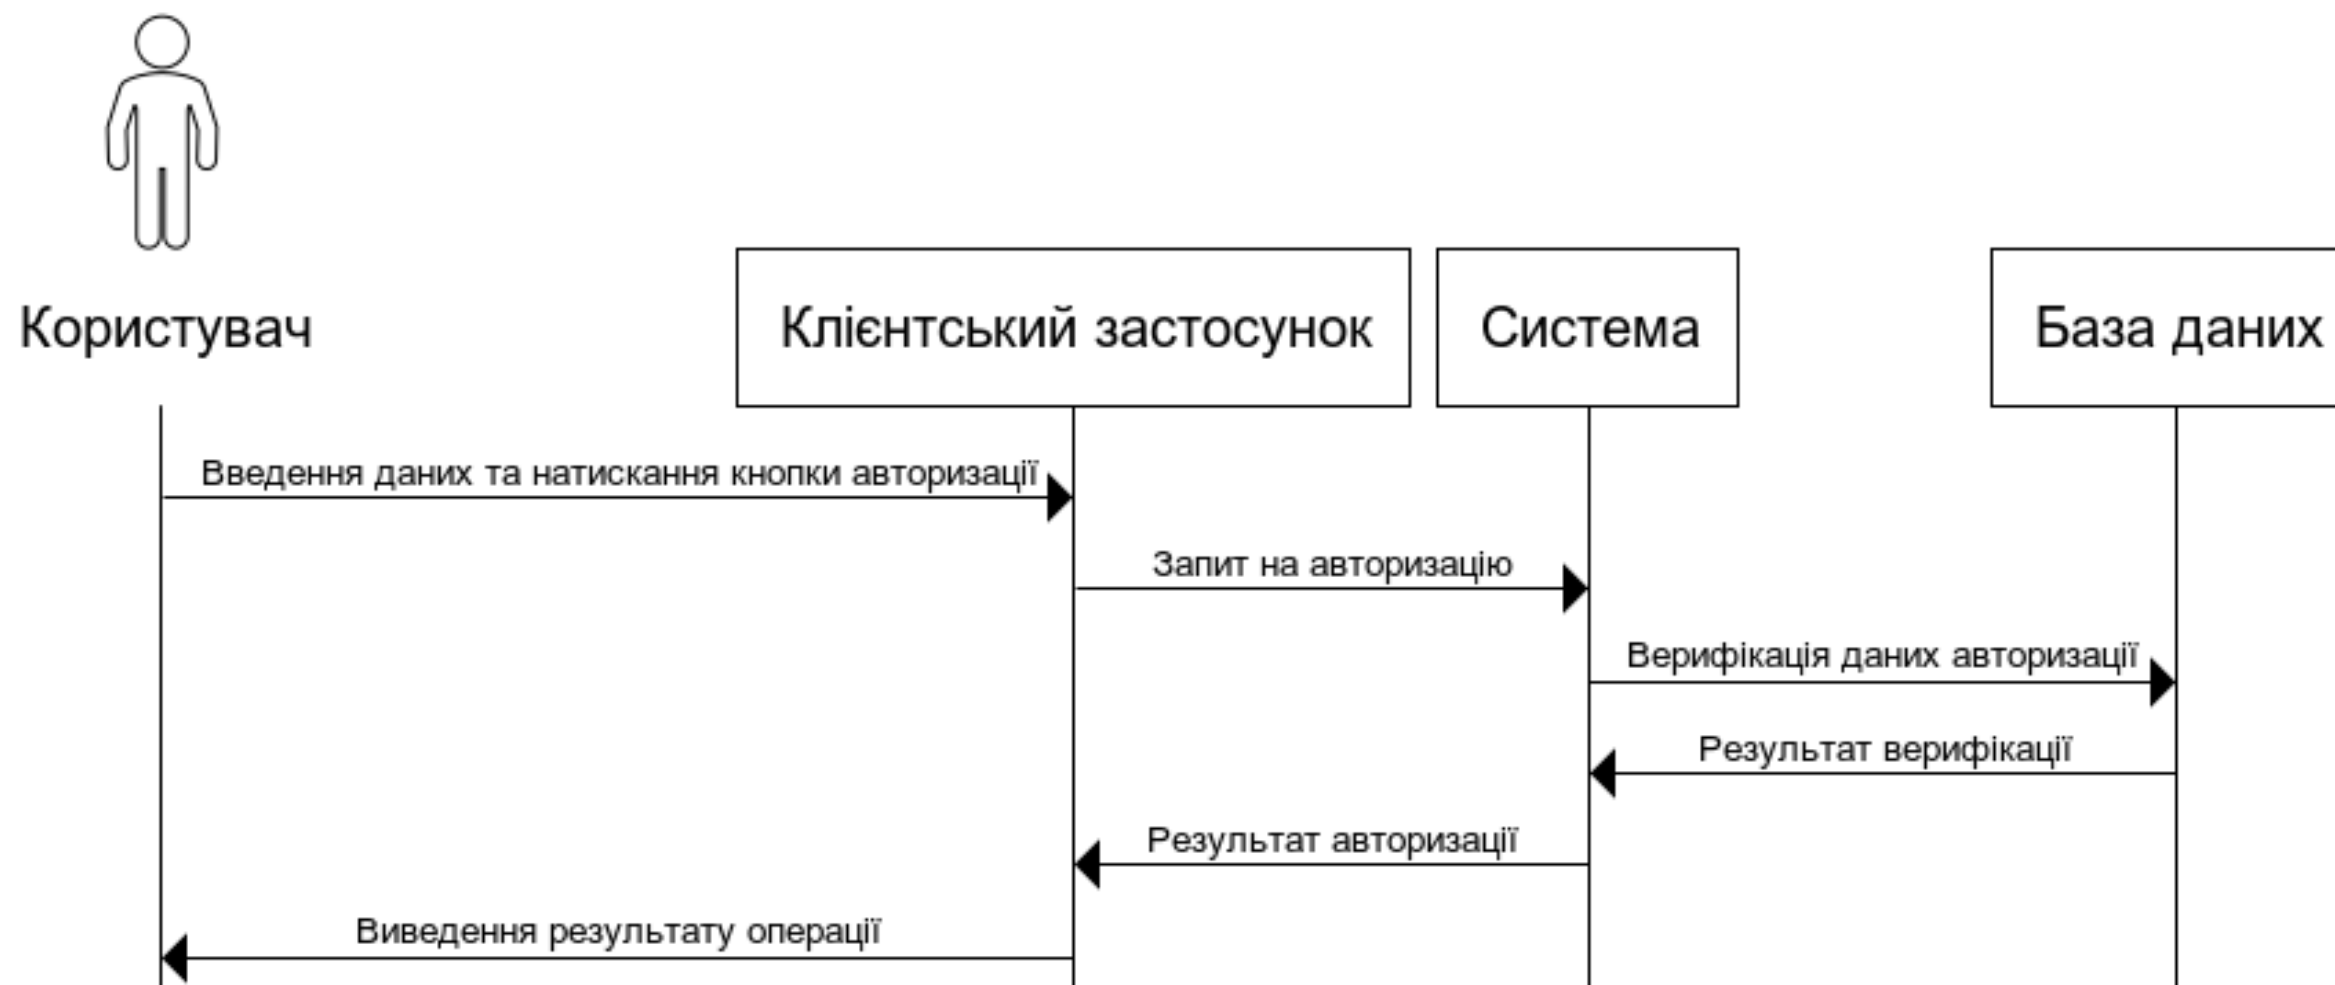 Користувач
Клієнтський застосунок
Система
База даних
Введення даних та натискання кнопки авторизації
Запит на авторизацію
Верифікація даних авторизації
Результат верифікації
Результат авторизації
Виведення результату операції